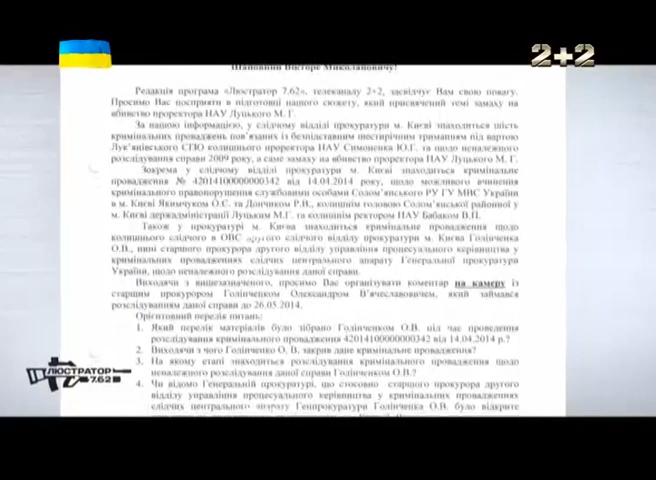 2+2
Шановний Вікторе Миколайовичу!
Редакція програма «Люстратор 7.62», телеканалу 2+2, засвідчує Вам свою повагу.
Просимо Вас посприяти в підготовці нашого сюжету, який присвячений темі замаху на
вбивство проректора НАУ Луцького М. Г.
За нашою інформацією, у слідчому відділі прокуратури м. Києві знаходиться шість
кримінальних проваджень пов'язаних із безпідставним шестирічним триманням під вартою
Лук'янівського СІЗО колишнього проректора НАУ Симоненка Ю.Г. та щодо неналежного
розслідування справи 2009 року, а саме замаху на вбивство проректора НАУ Луцького М. Г.
Зокрема у слідчому відділі прокуратури м. Києві знаходиться кримінальне
провадження № 42014100000000342 від 14.04.2014 року, щодо можливого вчинення
кримінального правопорушення службовими особами Солом'янського РУ ГУ МВС України
в м. Києві Якимчуком О.Є. та Дончиком Р.В., колишнім головою Солом'янської районної у
м. Києві держадміністрації Луцьким М.Г. та колишнім ректором НАУ Бабаком В.П.
Також у прокуратурі м. Києва знаходиться кримінальне провадження щодо
колишнього слідчого в ОВС другого слідчого відділу прокуратури м. Києва Голінченка
О.В., нині старшого прокурора другого відділу управління процесуального керівництва у
кримінальних провадженнях слідчих центрального апарату Генеральної прокуратури
України, щодо неналежного розслідування даної справи.
Виходячи з вищезазначеного, просимо Вас організувати коментар на камеру із
старшим прокурором Голінченком Олександром В'ячеславовичем, який займався
розслідуванням даної справи до 26.05.2014.
Орієнтовний перелік питань:
1. Який перелік матеріалів було зібрано Голінченком О.В. під час проведення
розслідування кримінального провадження 42014100000000342 від 14.04.2014 р.?
2. Виходячи з чого Голінченко О. В. закрив дане кримінальне провадження?
3. На якому етапі знаходиться розслідування кримінального провадження щодо
неналежного розслідування даної справи Голінченком О.В.?
4. Чи відомо Генеральній прокуратурі, що стосовно старшого прокурора другого
відділу управління процесуального керівництва у кримінальних провадженнях
слідчих центрального апарату Генпрокуратури Голінченка О.В. було відкрите
ЛЮСТРАТОР
7.62